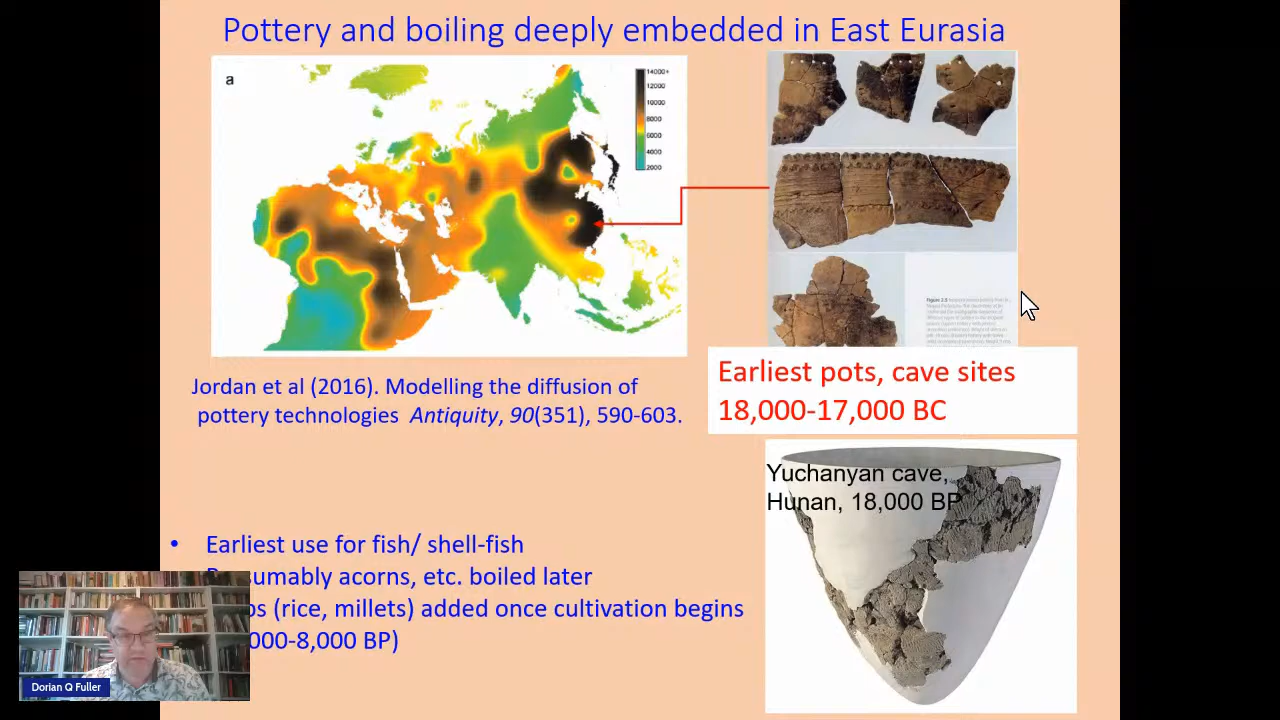 Pottery and boiling deeply embedded in East Eurasia
a
14000+
12000
10000
8000
6000
4000
2000
Jordan et al (2016). Modelling the diffusion of
pottery technologies Antiquity, 90(351), 590-603.
Earliest pots, cave sites
18,000-17,000 BC
Yuchanyan cave,
Hunan, 18,000 BP
• Earliest use for fish/ shell-fish
acorns, etc. boiled later
(rice, millets) added once cultivation begins
000-8,000 BP)
Dorian Q Fuller